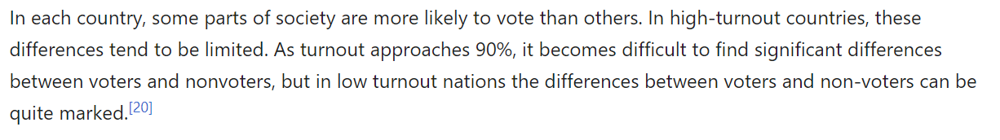 In each country, some parts of society are more likely to vote than others. In high-turnout countries, these
differences tend to be limited. As turnout approaches 90%, it becomes difficult to find significant differences
between voters and nonvoters, but in low turnout nations the differences between voters and non-voters can be
quite marked.[20]